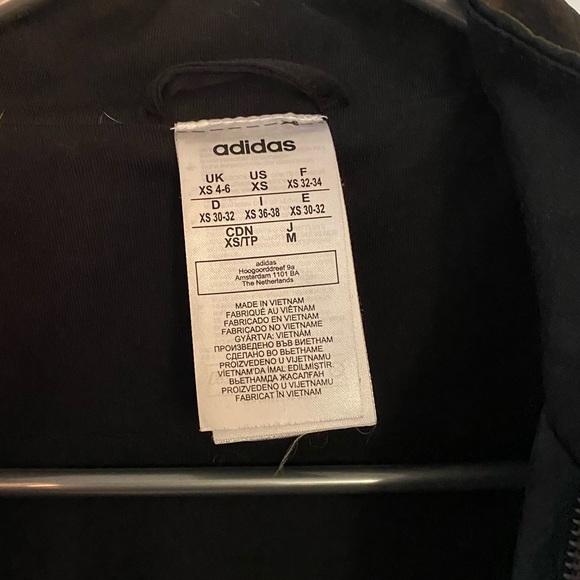 adidas
UK US F
XS 4-6 XS XS 32-34
D I E
XS 30-32 XS 36-38 XS 30-32
CDN J
XS/TP M
adidas
Hoogoorddreef 9a
Amsterdam 1101 BA
The Netherlands
MADE IN VIETNAM
FABRIQUÉ AU VIÊTNAM
FABRICADO EN VIETNAM
FABRICADO NO VIETNAM
GYÁRTVA: VIETNÁM
ПРОИЗВЕДЕНО ВЪВ ВИЕТНАМ
СДЕЛАНО ВО ВЬЕТНАМЕ
PROIZVEDENO U VIJETNAMU
VİETNAM'DA İMAL EDİLMİŞTİR.
ВЬЕТНАМДА ЖАСАЛҒАН
PROIZVEDENO U VIJETNAMU
FABRICAT ÎN VIETNAM